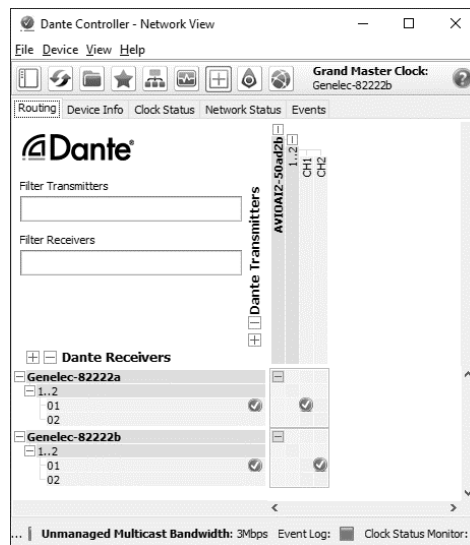 Dante Controller - Network View
File Device View Help
Grand Master Clock:
Genelec-82222b
Routing Device Info Clock Status Network Status Events
Dante®
Filter Transmitters
Filter Receivers
Dante Transmitters
AVIOAI2-50ad2b
1..2
CH1
CH2
Dante Receivers
Genelec-82222a
1..2
01
02
Genelec-82222b
1..2
01
02
... Unmanaged Multicast Bandwidth: 3Mbps Event Log: Clock Status Monitor: